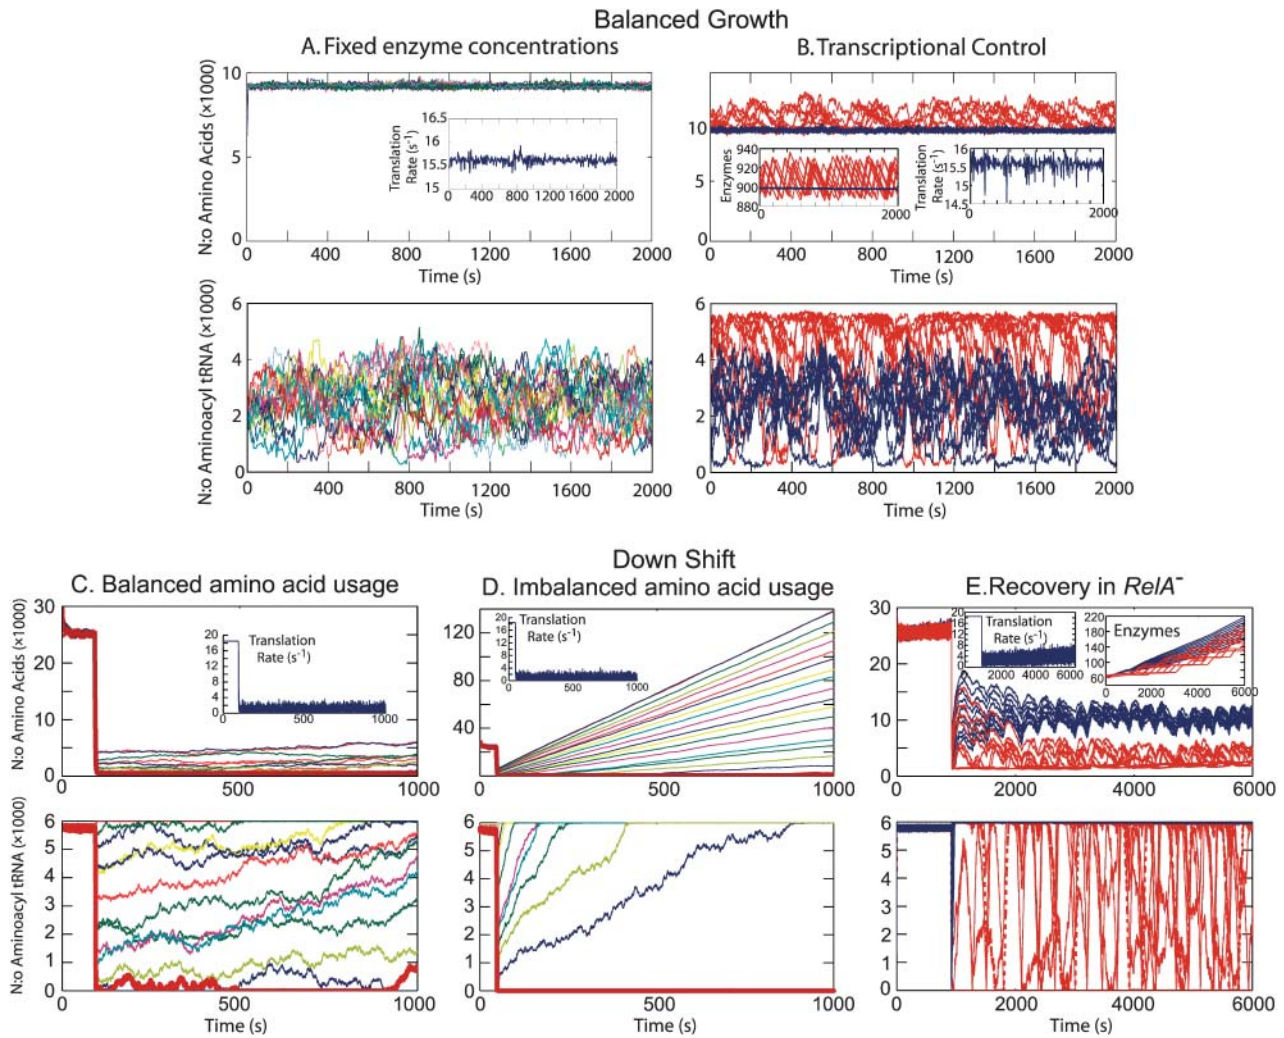 Balanced Growth
A. Fixed enzyme concentrations
B. Transcriptional Control
N:o Amino Acids (×1000)
10
5
0
0 400 800 1200 1600 2000
Time (s)
Translation
Rate (s⁻¹)
16.5
16
15.5
15
0 400 800 1200 1600 2000
10
5
0
0 400 800 1200 1600 2000
Time (s)
Enzymes
940
920
900
880
0 2000
Translation
Rate (s⁻¹)
16
15.5
15
14.5
0 2000
N:o Aminoacyl tRNA (×1000)
6
4
2
0
0 400 800 1200 1600 2000
Time (s)
6
4
2
0
0 400 800 1200 1600 2000
Time (s)
Down Shift
C. Balanced amino acid usage
D. Imbalanced amino acid usage
E. Recovery in RelA⁻
N:o Amino Acids (×1000)
30
20
10
0
0 500 1000
Translation
Rate (s⁻¹)
20
16
12
8
4
0
0 500 1000
120
80
40
0 500 1000
Translation
Rate (s⁻¹)
20
16
12
8
4
0
0 500 1000
30
20
10
0
2000 4000 6000
Translation
Rate (s⁻¹)
20
16
12
8
4
0
2000 4000 6000
Enzymes
220
180
140
100
60
0 2000 4000 6000
N:o Aminoacyl tRNA (×1000)
6
5
4
3
2
1
0
0 500 1000
Time (s)
6
5
4
3
2
1
0
0 500 1000
Time (s)
6
5
4
3
2
1
0
0 2000 4000 6000
Time (s)